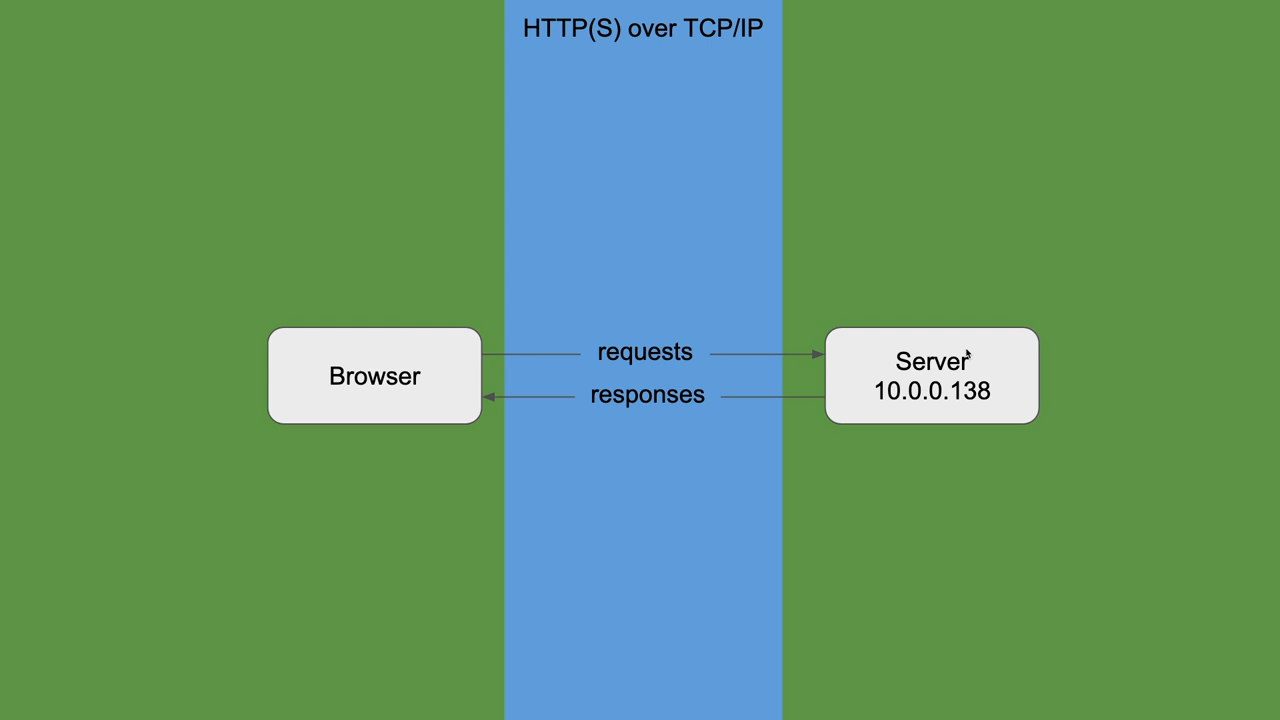 HTTP(S) over TCP/IP
Browser
requests
responses
Server
10.0.0.138